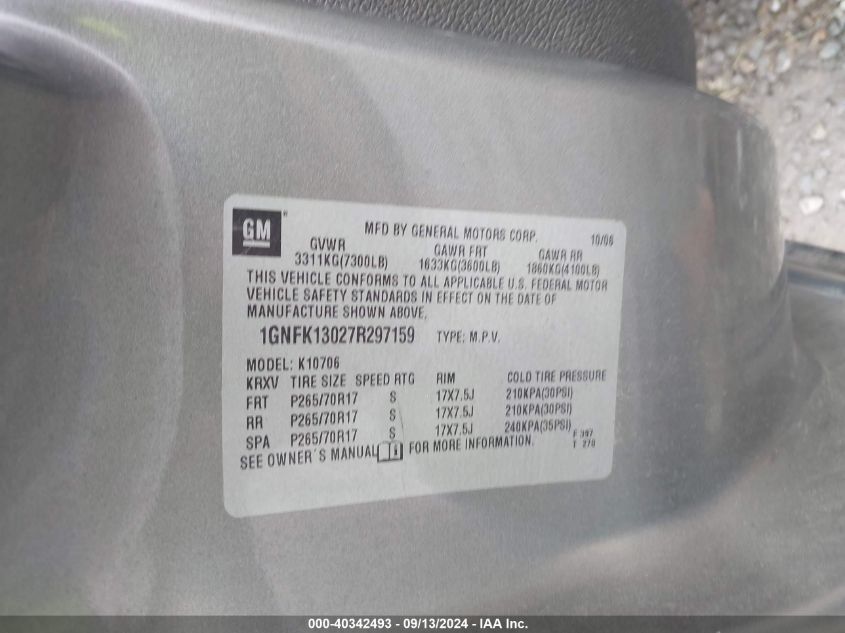 GM
MFD BY GENERAL MOTORS CORP. 10/06
GVWR GAWR FRT GAWR RR
3311KG(7300LB) 1633KG(3600LB) 1860KG(4100LB)
THIS VEHICLE CONFORMS TO ALL APPLICABLE U.S. FEDERAL MOTOR
VEHICLE SAFETY STANDARDS IN EFFECT ON THE DATE OF
MANUFACTURE SHOWN ABOVE.
1GNFK13027R297159 TYPE: M.P.V.
MODEL: K10706
KRXV TIRE SIZE SPEED RTG RIM COLD TIRE PRESSURE
FRT P265/70R17 S 17X7.5J 210KPA(30PSI)
RR P265/70R17 S 17X7.5J 210KPA(30PSI)
SPA P265/70R17 S 17X7.5J 240KPA(35PSI)
SEE OWNER'S MANUAL FOR MORE INFORMATION.
F 397
T 270
000-40342493 - 09/13/2024 - IAA Inc.